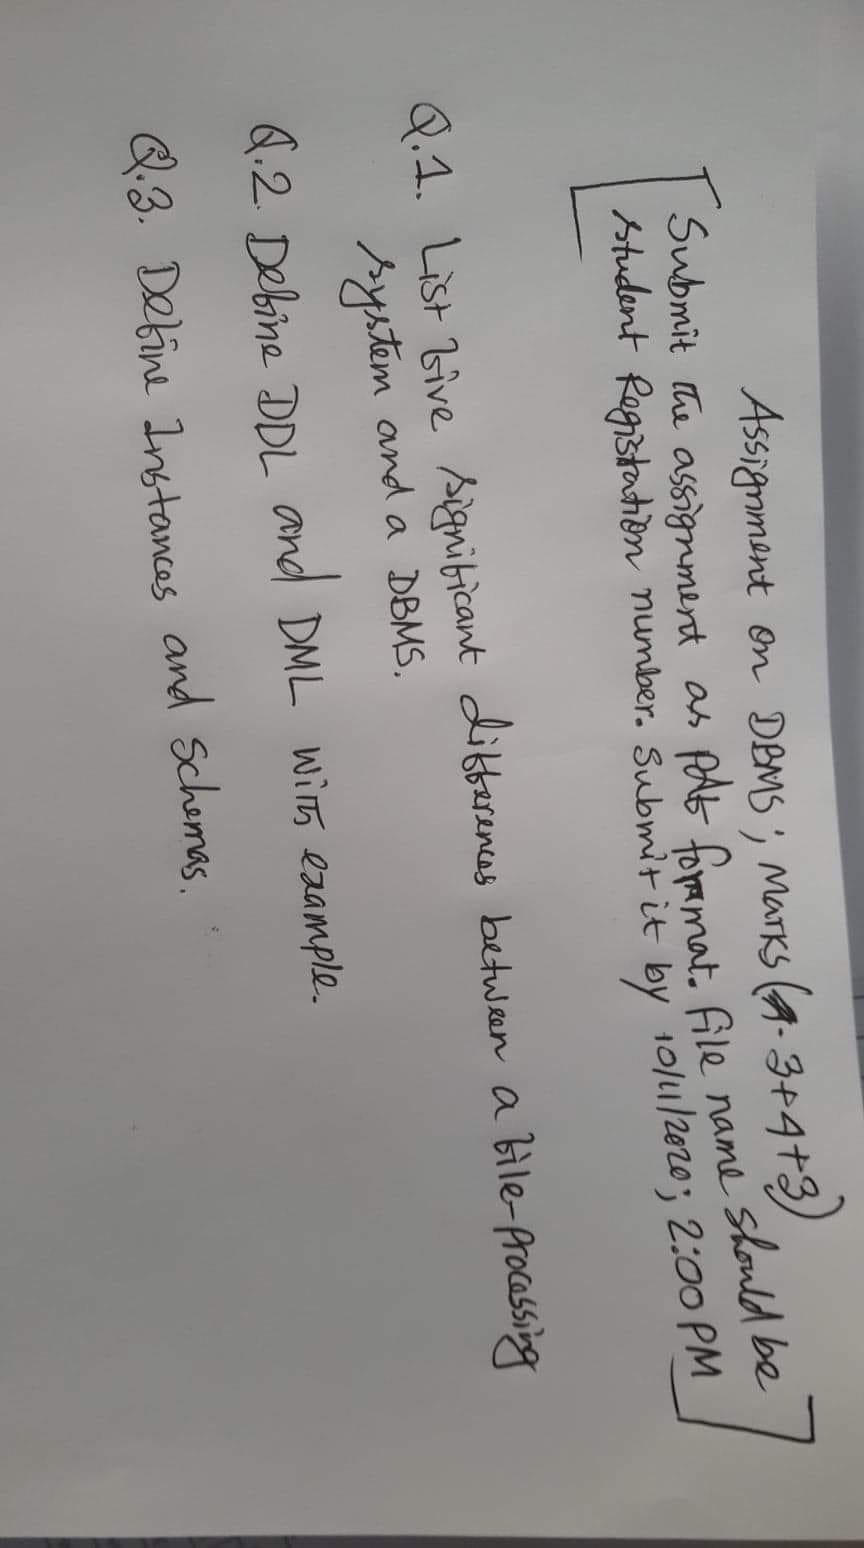 Assignment on DBMS; Marks (3+4+3)
[Submit the assignment as pdf formmat. File name should be
student Registation number. Submit it by 10/11/2020; 2:00 PM]
Q.1. List five significant differences between a file-processing
system and a DBMS.
Q.2. Define DDL and DML with example.
Q.3. Define Instances and Schemas.